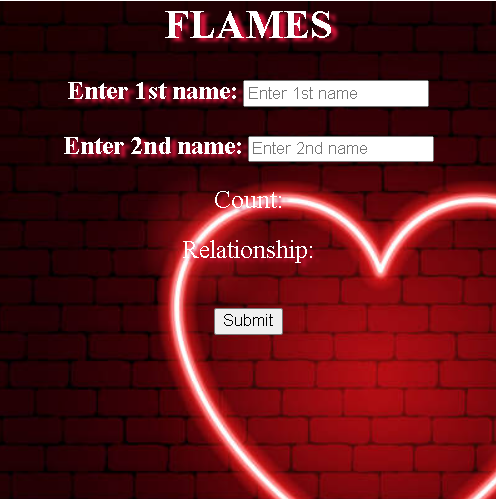 FLAMES
Enter 1st name: Enter 1st name
Enter 2nd name: Enter 2nd name
Count:
Relationship:
Submit